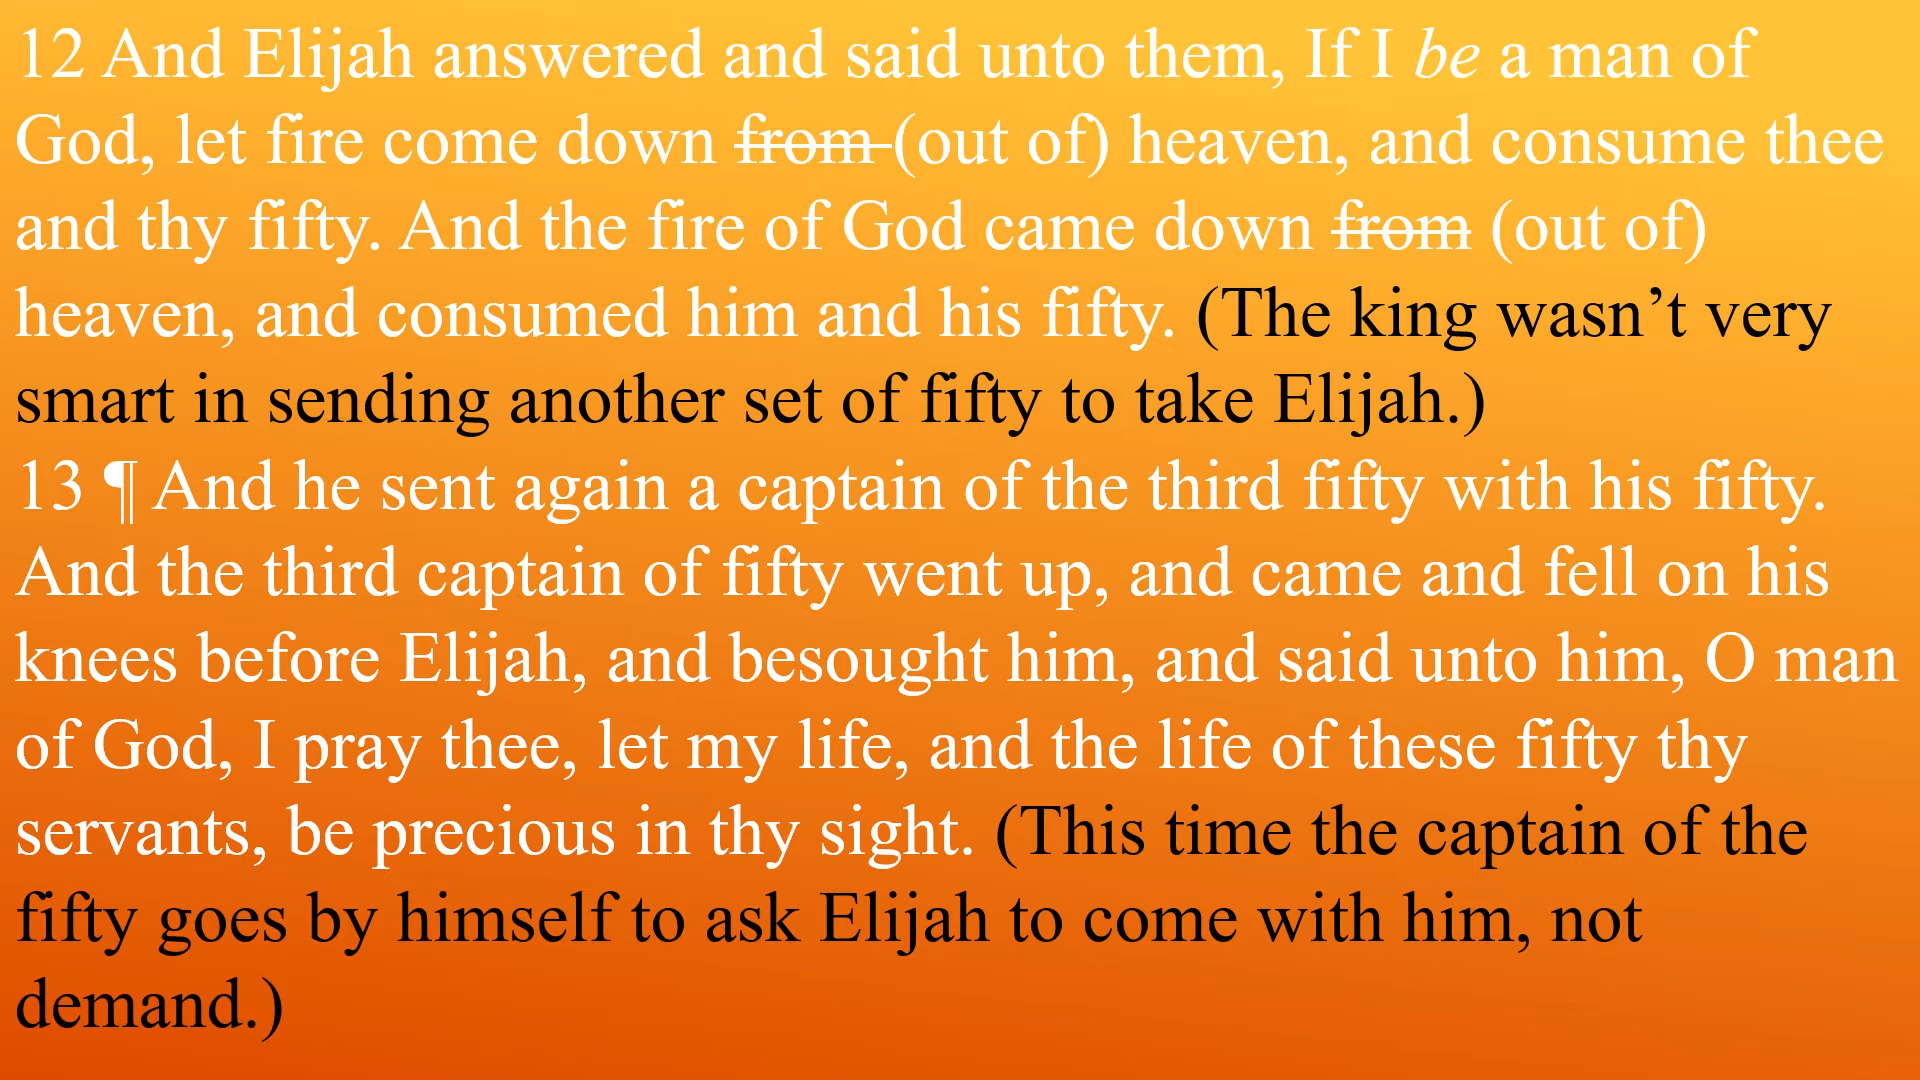 12 And Elijah answered and said unto them, If I be a man of
God, let fire come down from (out of) heaven, and consume thee
and thy fifty. And the fire of God came down from (out of)
heaven, and consumed him and his fifty. (The king wasn’t very
smart in sending another set of fifty to take Elijah.)
13 ¶ And he sent again a captain of the third fifty with his fifty.
And the third captain of fifty went up, and came and fell on his
knees before Elijah, and besought him, and said unto him, O man
of God, I pray thee, let my life, and the life of these fifty thy
servants, be precious in thy sight. (This time the captain of the
fifty goes by himself to ask Elijah to come with him, not
demand.)